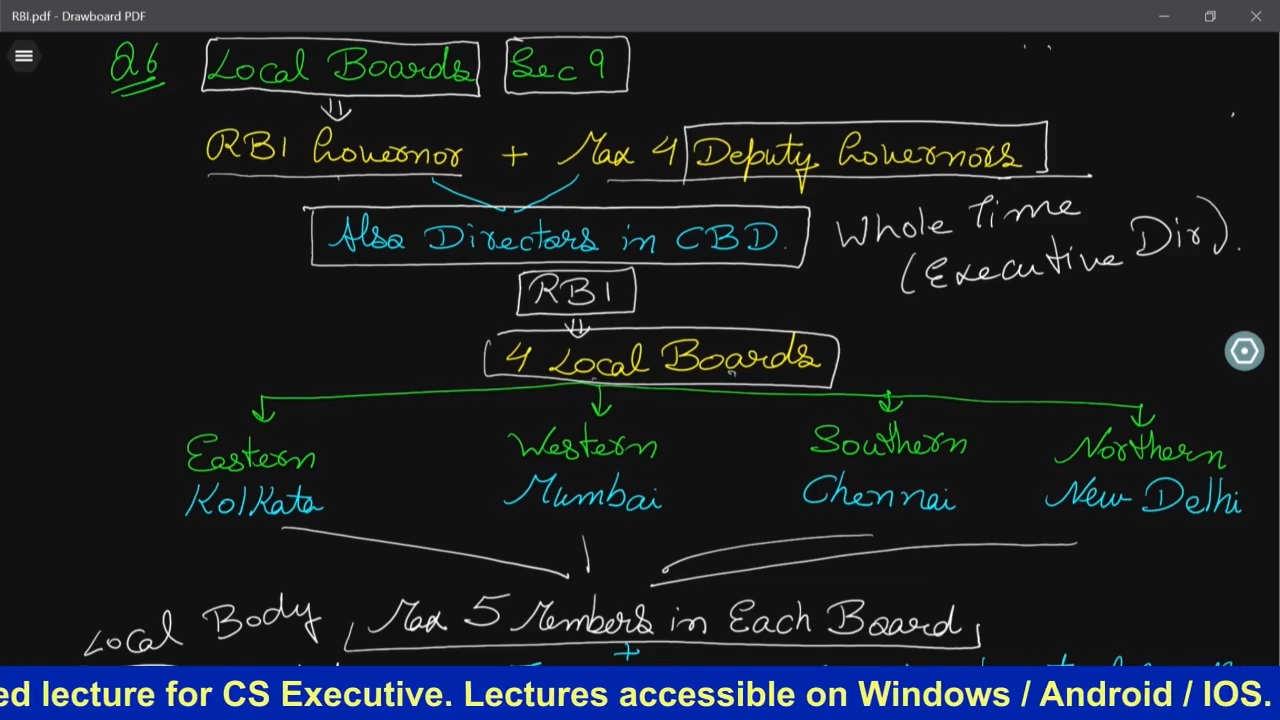 RBI.pdf - Drawboard PDF
Q6 Local Boards Sec 9
RBI Governor + Max 4 Deputy Governors
Also Directors in CBD. Whole Time
(Executive Dir).
RBI
4 Local Boards
Eastern Western Southern Northern
Kolkata Mumbai Chennai New Delhi
Local Body Max 5 Members in Each Board
+
ed lecture for CS Executive. Lectures accessible on Windows / Android / IOS.